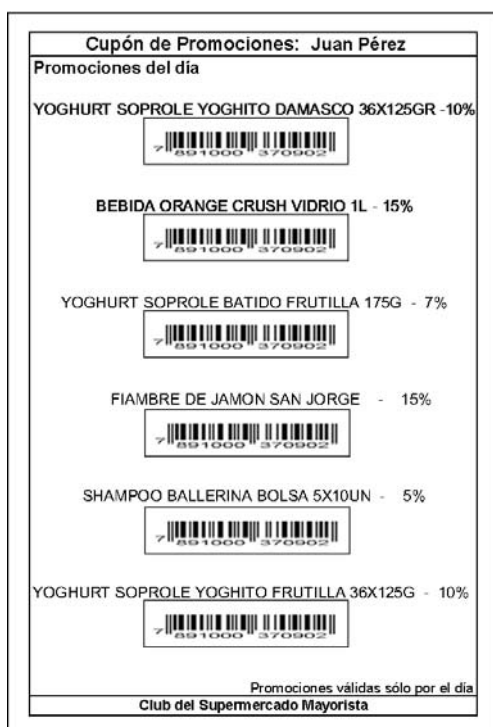 Cupón de Promociones: Juan Pérez
Promociones del día
YOGHURT SOPROLE YOGHITO DAMASCO 36X125GR -10%
7 891000 370902
BEBIDA ORANGE CRUSH VIDRIO 1L - 15%
7 891000 370902
YOGHURT SOPROLE BATIDO FRUTILLA 175G - 7%
7 891000 370902
FIAMBRE DE JAMON SAN JORGE - 15%
7 891000 370902
SHAMPOO BALLERINA BOLSA 5X10UN - 5%
7 891000 370902
YOGHURT SOPROLE YOGHITO FRUTILLA 36X125G - 10%
7 891000 370902
Promociones válidas sólo por el día
Club del Supermercado Mayorista